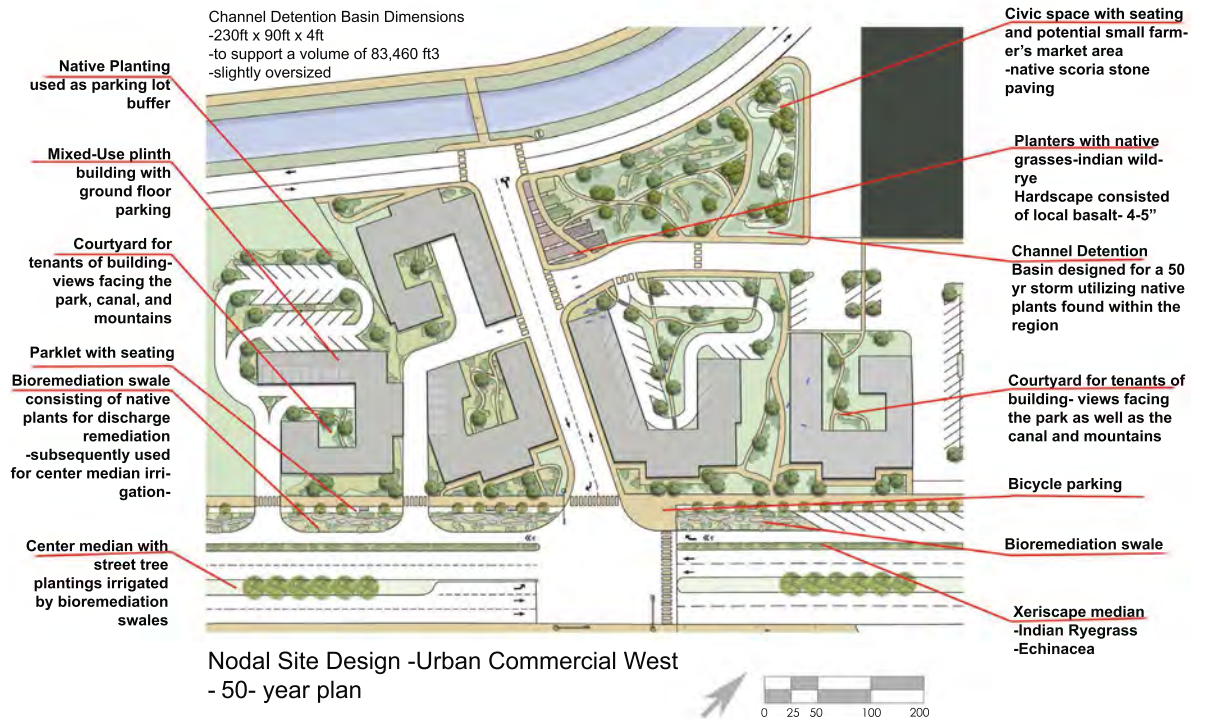 Channel Detention Basin Dimensions
-230ft x 90ft x 4ft
-to support a volume of 83,460 ft3
-slightly oversized
Native Planting
used as parking lot
buffer
Mixed-Use plinth
building with
ground floor
parking
Courtyard for
tenants of building-
views facing the
park, canal, and
mountains
Parklet with seating
Bioremediation swale
consisting of native
plants for discharge
remediation
-subsequently used
for center median irri-
gation-
Center median with
street tree
plantings irrigated
by bioremediation
swales
Civic space with seating
and potential small farm-
er's market area
-native scoria stone
paving
Planters with native
grasses-indian wild-
rye
Hardscape consisted
of local basalt- 4-5”
Channel Detention
Basin designed for a 50
yr storm utilizing native
plants found within the
region
Courtyard for tenants of
building- views facing
the park as well as the
canal and mountains
Bicycle parking
Bioremediation swale
Xeriscape median
-Indian Ryegrass
-Echinacea
Nodal Site Design -Urban Commercial West
- 50- year plan
0 25 50 100 200